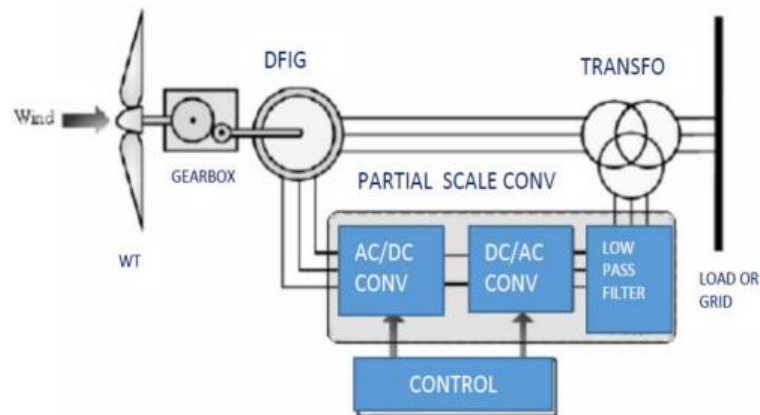 DFIG
TRANSFO
Wind
GEARBOX
PARTIAL SCALE CONV
WT
AC/DC
CONV
DC/AC
CONV
LOW
PASS
FILTER
LOAD OR
GRID
CONTROL